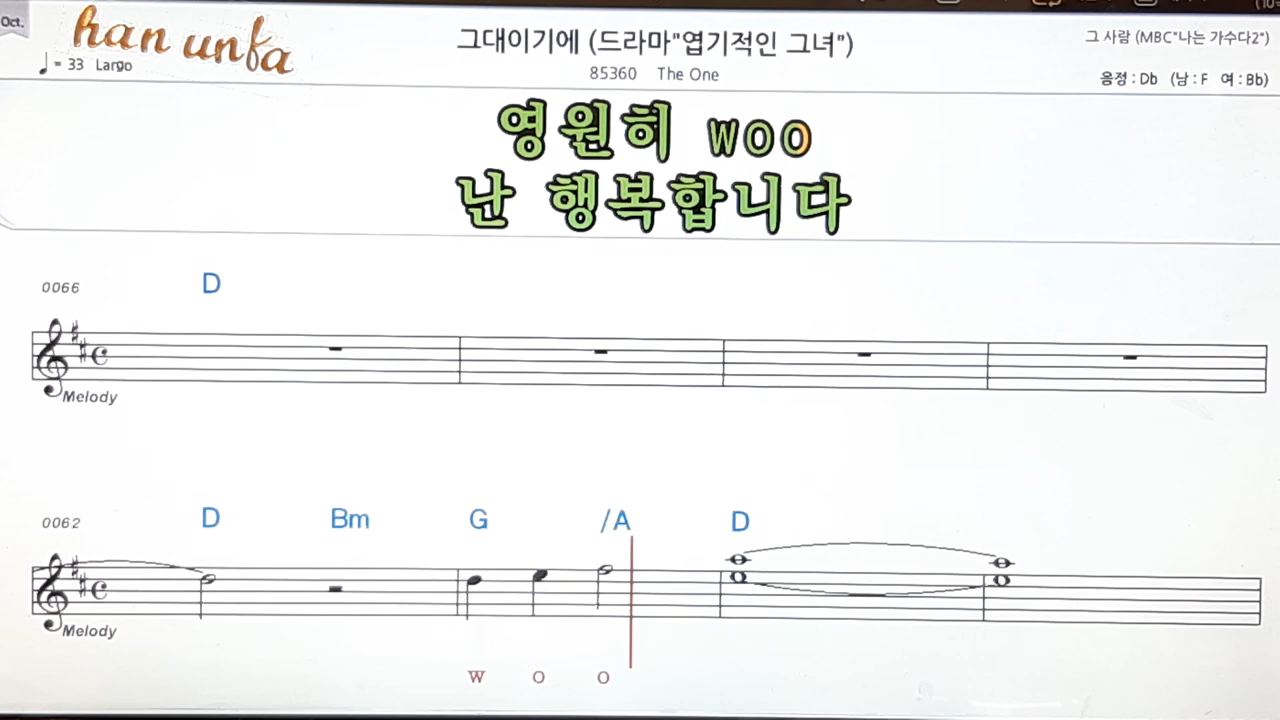 Oct.
han unfa
♩ = 33 Largo
그대이기에 (드라마"엽기적인 그녀")
85360 The One
그 사람 (MBC"나는 가수다2")
음정 : Db (남 : F 여 : Bb)
영원히 woo
난 행복합니다
0066 D
Melody
0062 D Bm G /A D
Melody
W O O